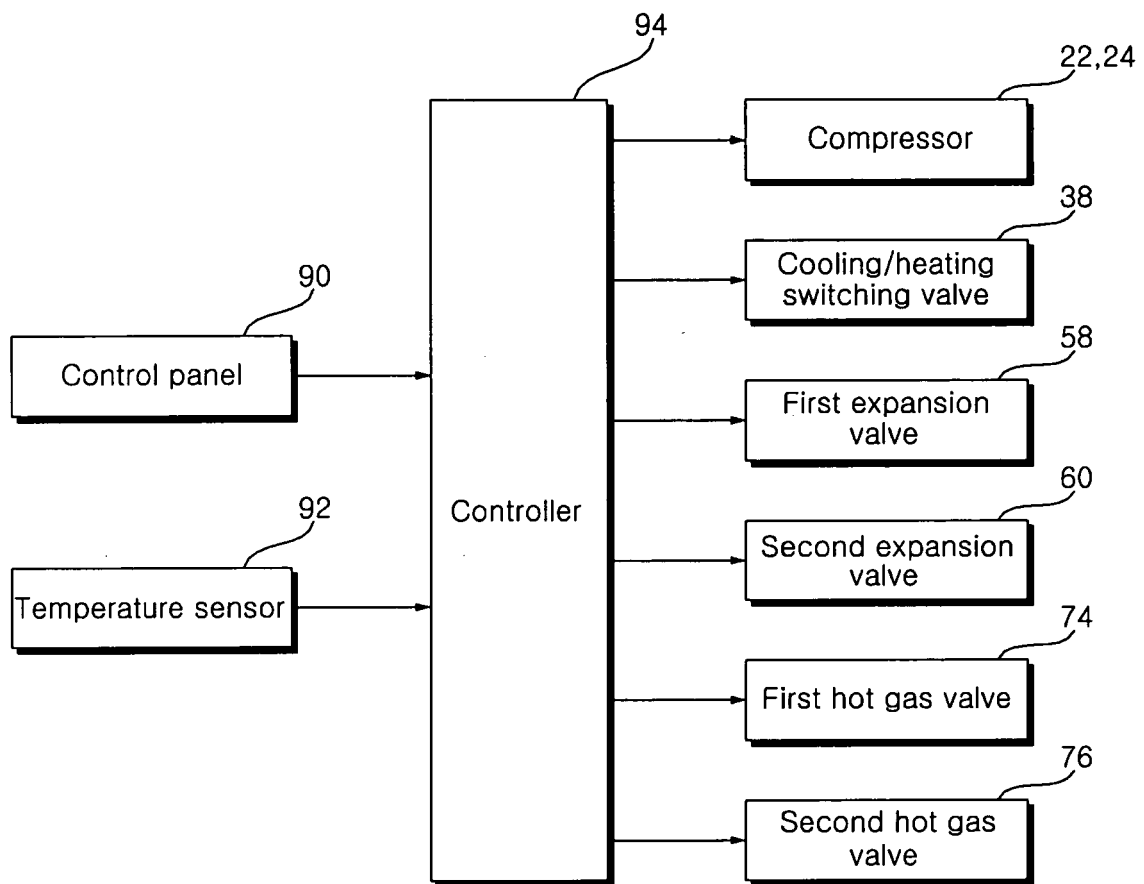 94
22,24
Compressor
38
Cooling/heating
switching valve
90
Control panel
58
First expansion
valve
Controller
92
Temperature sensor
60
Second expansion
valve
74
First hot gas valve
76
Second hot gas
valve